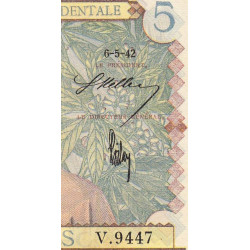 DENTALE 5
6-5-42
LE PRÉSIDENT,
LE DIRECTEUR GÉNÉRAL,
S V.9447